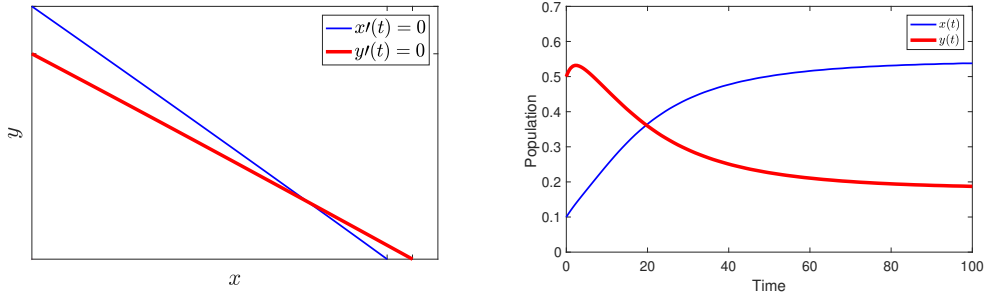 x′(t) = 0
y′(t) = 0
y
x
0.7
0.6
0.5
0.4
0.3
0.2
0.1
0
Population
x(t)
y(t)
0 20 40 60 80 100
Time